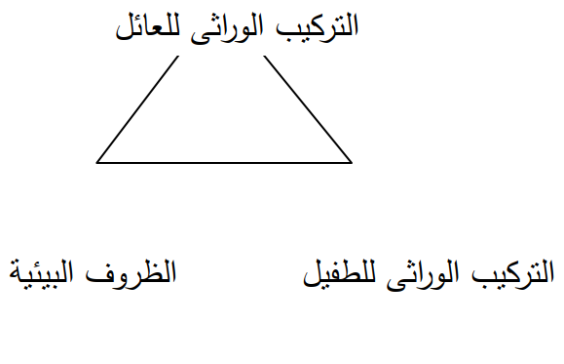 التركيب الوراثى للعائل
التركيب الوراثى للطفيل
الظروف البيئية